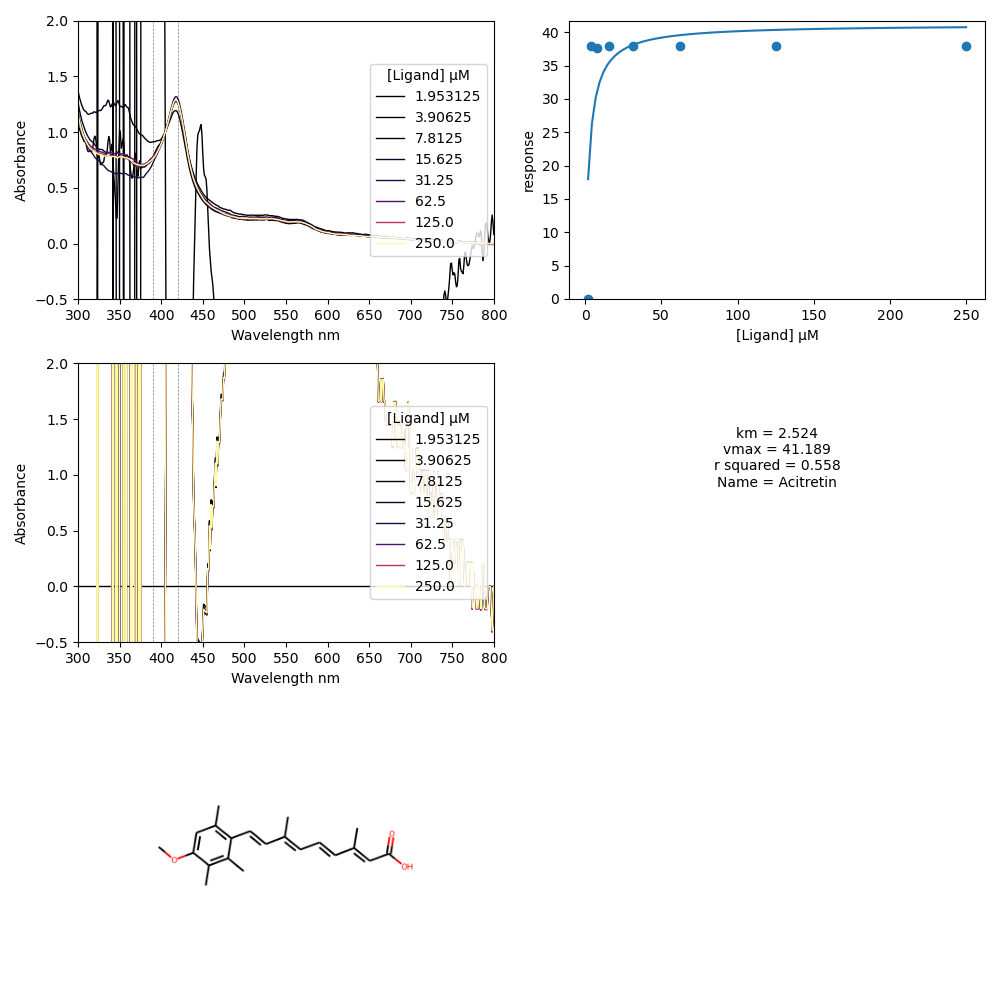 2.0
1.5
1.0
0.5
0.0
−0.5
Absorbance
300 350 400 450 500 550 600 650 700 750 800
Wavelength nm
[Ligand] µM
1.953125
3.90625
7.8125
15.625
31.25
62.5
125.0
250.0
40
35
30
25
20
15
10
5
0
response
0 50 100 150 200 250
[Ligand] µM
2.0
1.5
1.0
0.5
0.0
−0.5
Absorbance
300 350 400 450 500 550 600 650 700 750 800
Wavelength nm
[Ligand] µM
1.953125
3.90625
7.8125
15.625
31.25
62.5
125.0
250.0
km = 2.524
vmax = 41.189
r squared = 0.558
Name = Acitretin
O
O
OH